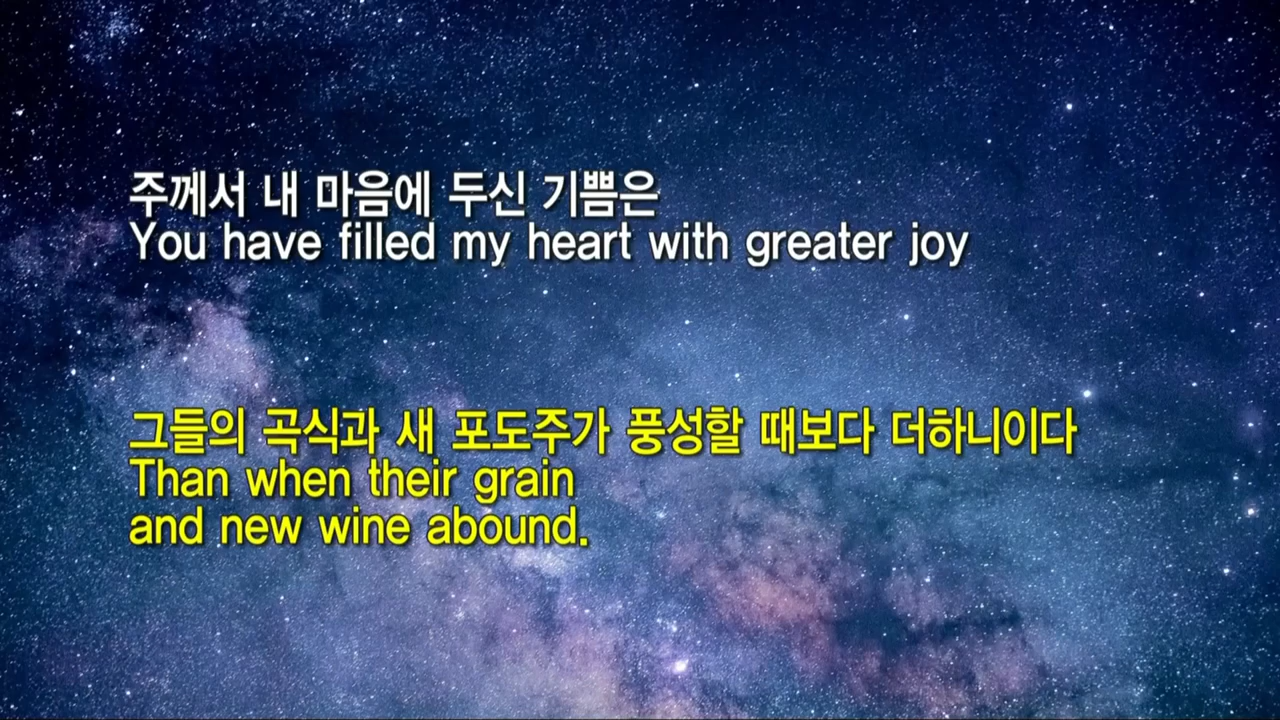 주께서 내 마음에 두신 기쁨은
You have filled my heart with greater joy
그들의 곡식과 새 포도주가 풍성할 때보다 더하니이다
Than when their grain
and new wine abound.